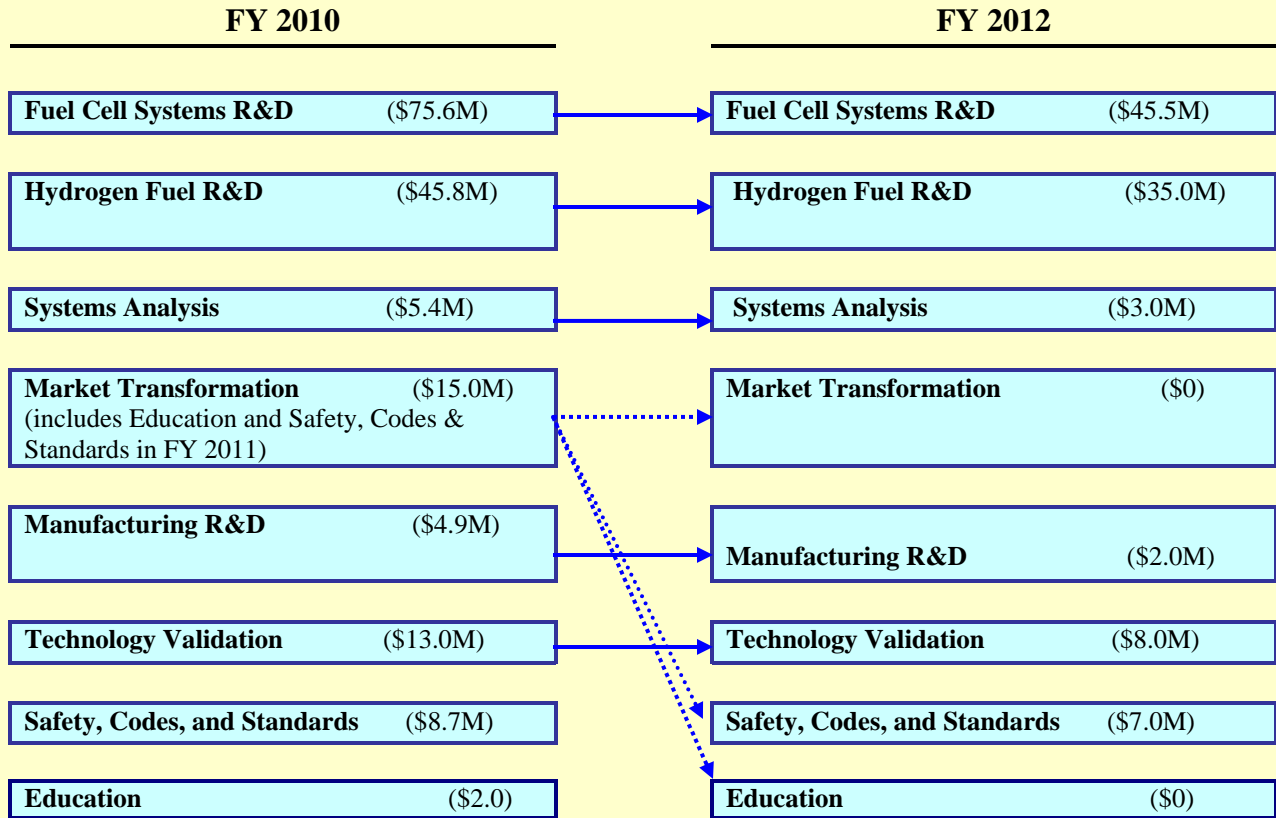 FY 2010
FY 2012
Fuel Cell Systems R&D ($75.6M)
Fuel Cell Systems R&D ($45.5M)
Hydrogen Fuel R&D ($45.8M)
Hydrogen Fuel R&D ($35.0M)
Systems Analysis ($5.4M)
Systems Analysis ($3.0M)
Market Transformation ($15.0M)
(includes Education and Safety, Codes &
Standards in FY 2011)
Market Transformation ($0)
Manufacturing R&D ($4.9M)
Manufacturing R&D ($2.0M)
Technology Validation ($13.0M)
Technology Validation ($8.0M)
Safety, Codes, and Standards ($8.7M)
Safety, Codes, and Standards ($7.0M)
Education ($2.0)
Education ($0)